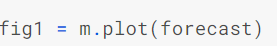 fig1 = m.plot(forecast)